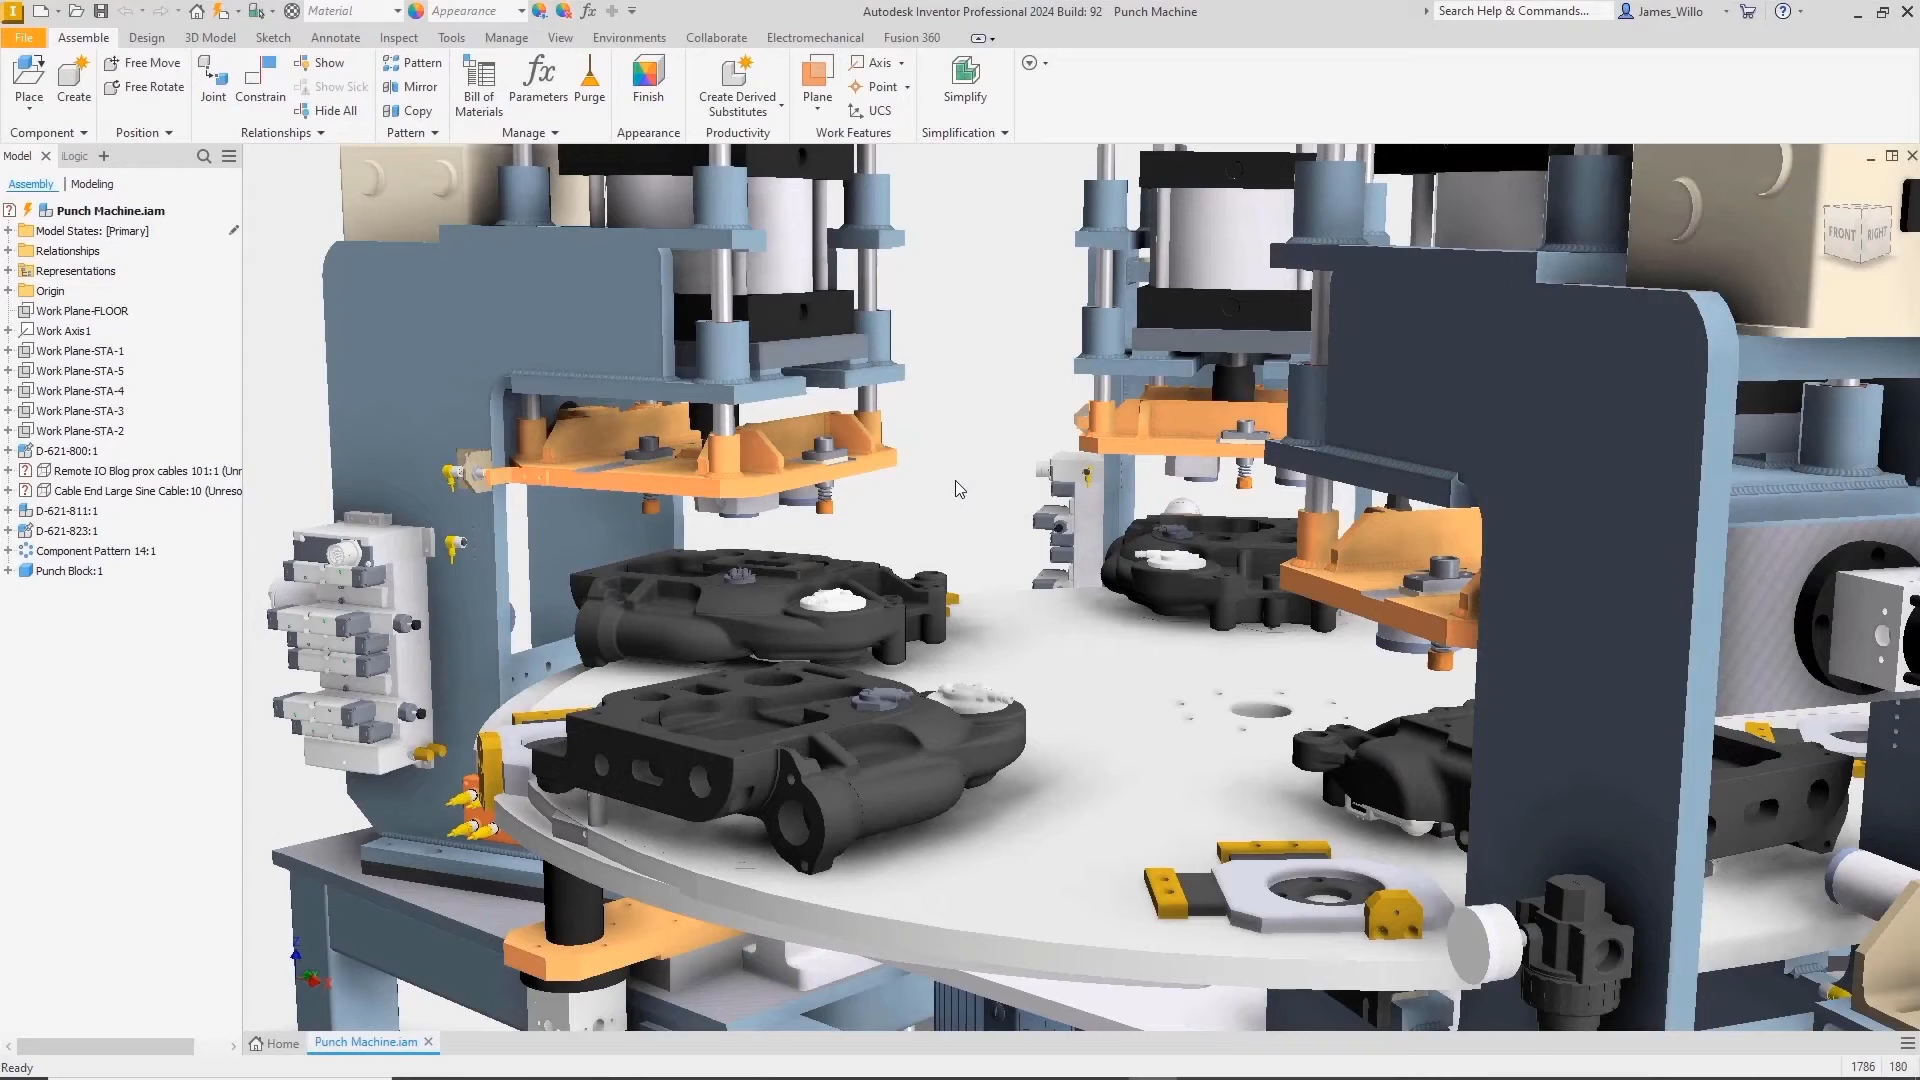 Material
Appearance
fx
Autodesk Inventor Professional 2024 Build: 92 Punch Machine
Search Help & Commands...
James_Willo
File Assemble Design 3D Model Sketch Annotate Inspect Tools Manage View Environments Collaborate Electromechanical Fusion 360
Place
Create
Free Move
Free Rotate
Joint
Constrain
Show
Show Sick
Hide All
Pattern
Mirror
Copy
Bill of
Materials
fx
Parameters
Purge
Finish
Create Derived
Substitutes
Plane
Axis
Point
UCS
Simplify
Component Position Relationships Pattern Manage Appearance Productivity Work Features Simplification
Model iLogic +
Assembly | Modeling
Punch Machine.iam
Model States: [Primary]
Relationships
Representations
Origin
Work Plane-FLOOR
Work Axis1
Work Plane-STA-1
Work Plane-STA-5
Work Plane-STA-4
Work Plane-STA-3
Work Plane-STA-2
D-621-800:1
Remote IO Blog prox cables 101:1 (Unr
Cable End Large Sine Cable:10 (Unreso
D-621-811:1
D-621-823:1
Component Pattern 14:1
Punch Block:1
FRONT RIGHT
Z
X
Home Punch Machine.iam
Ready
1786 180